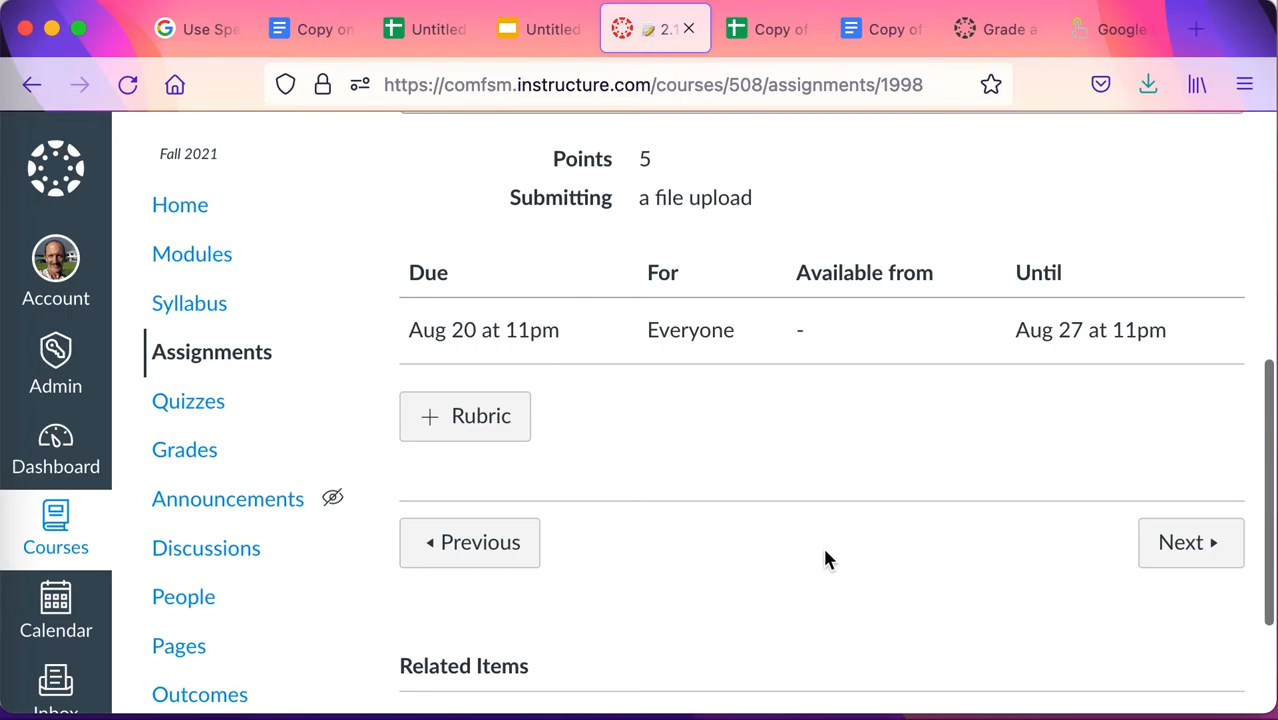 Use Spe
Copy on
Untitled
Untitled
2.1
Copy of
Copy of
Grade a
Google
https://comfsm.instructure.com/courses/508/assignments/1998
Account
Admin
Dashboard
Courses
Calendar
Inbox
Fall 2021
Home
Modules
Syllabus
Assignments
Quizzes
Grades
Announcements
Discussions
People
Pages
Outcomes
Points 5
Submitting a file upload
Due For Available from Until
Aug 20 at 11pm Everyone - Aug 27 at 11pm
+ Rubric
Previous
Next
Related Items